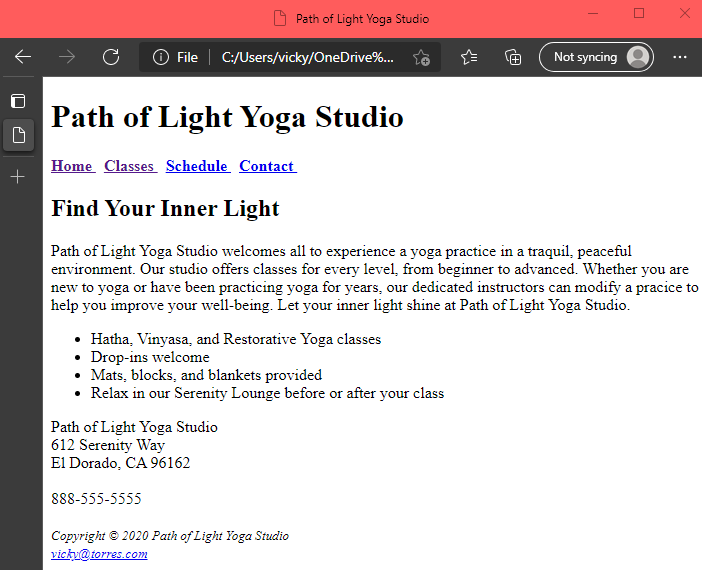 Path of Light Yoga Studio
File
C:/Users/vicky/OneDrive%...
Not syncing
Path of Light Yoga Studio
Home Classes Schedule Contact
Find Your Inner Light
Path of Light Yoga Studio welcomes all to experience a yoga practice in a traquil, peaceful
environment. Our studio offers classes for every level, from beginner to advanced. Whether you are
new to yoga or have been practicing yoga for years, our dedicated instructors can modify a pracice to
help you improve your well-being. Let your inner light shine at Path of Light Yoga Studio.
• Hatha, Vinyasa, and Restorative Yoga classes
• Drop-ins welcome
• Mats, blocks, and blankets provided
• Relax in our Serenity Lounge before or after your class
Path of Light Yoga Studio
612 Serenity Way
El Dorado, CA 96162
888-555-5555
Copyright © 2020 Path of Light Yoga Studio
vicky@torres.com